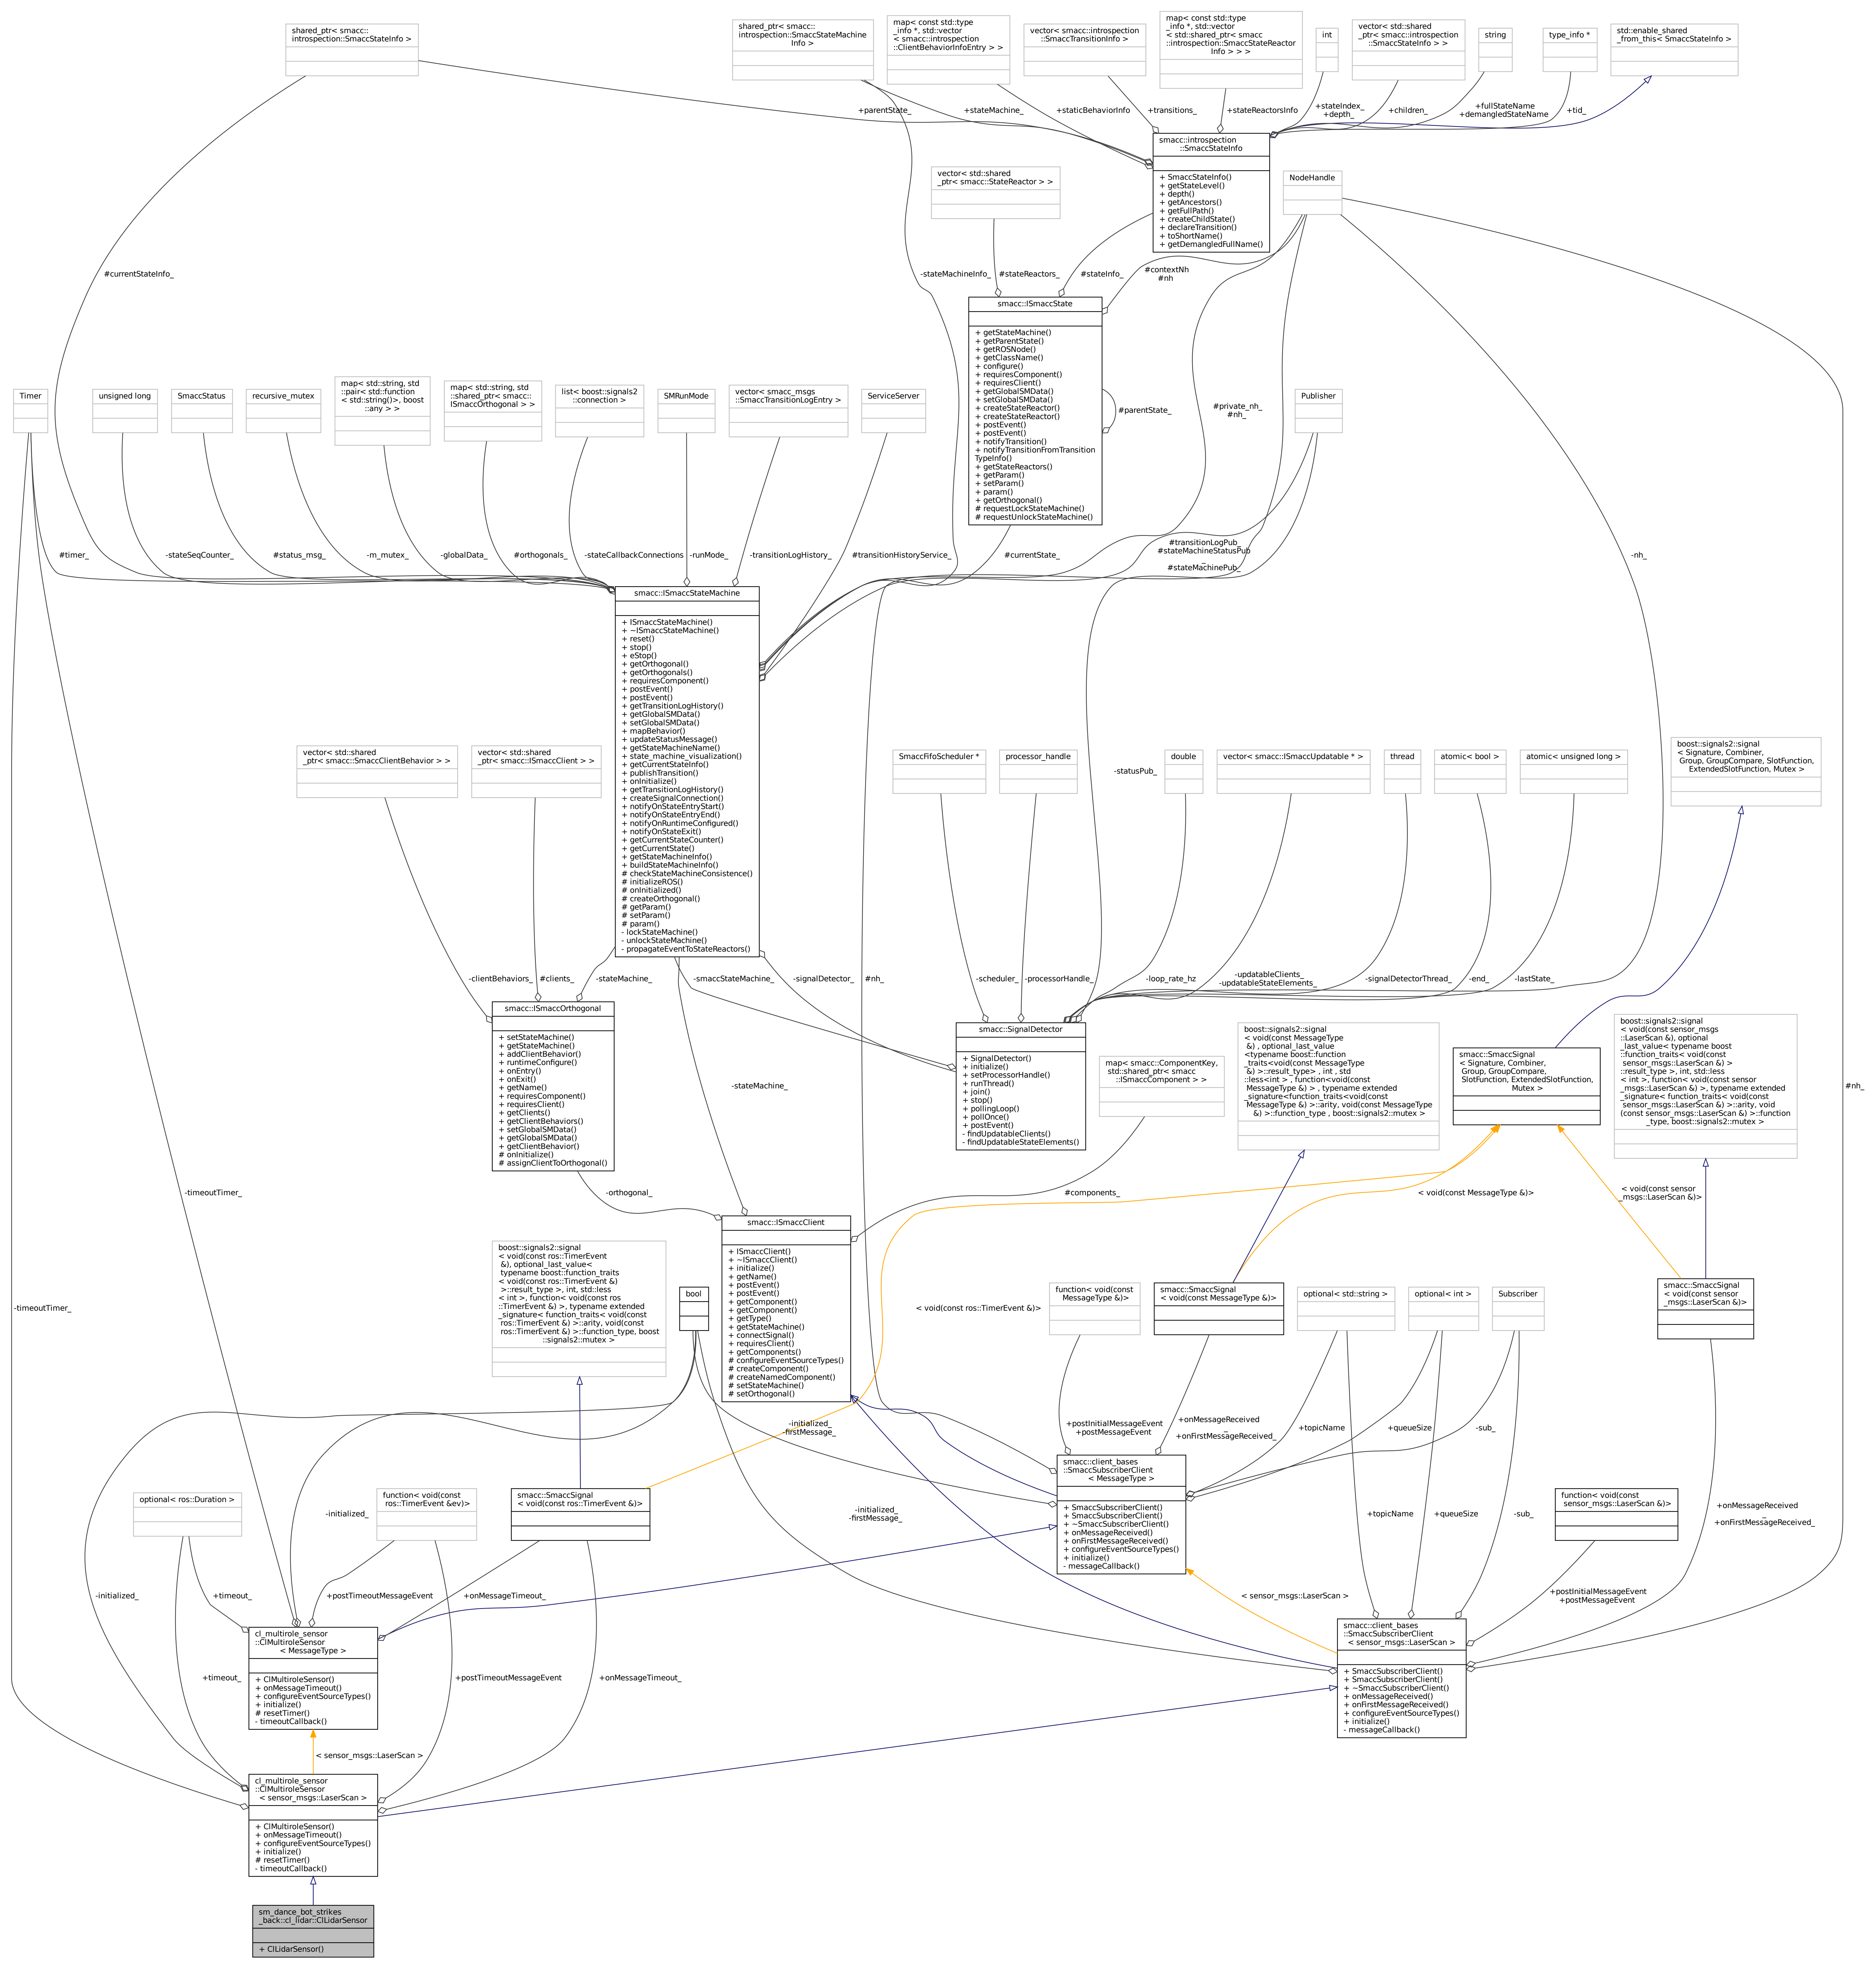 shared_ptr< smacc::
introspection::SmaccStateInfo >
shared_ptr< smacc::
introspection::SmaccStateMachine
Info >
map< const std::type
_info *, std::vector
< smacc::introspection
::ClientBehaviorInfoEntry > >
vector< smacc::introspection
::SmaccTransitionInfo >
map< const std::type
_info *, std::vector
< std::shared_ptr< smacc
::introspection::SmaccStateReactor
Info > > >
int
vector< std::shared
_ptr< smacc::introspection
::SmaccStateInfo > >
string
type_info *
std::enable_shared
_from_this< SmaccStateInfo >
+parentState_
+stateMachine_
+staticBehaviorInfo
+transitions_
+stateReactorsInfo
+stateIndex_
+depth_
+children_
+fullStateName
+demangledStateName
+tid_
smacc::introspection
::SmaccStateInfo
+ SmaccStateInfo()
+ getStateLevel()
+ depth()
+ getAncestors()
+ getFullPath()
+ createChildState()
+ declareTransition()
+ toShortName()
+ getDemangledFullName()
vector< std::shared
_ptr< smacc::StateReactor > >
NodeHandle
#currentStateInfo_
-stateMachineInfo_
#stateReactors_
#stateInfo_
#contextNh
#nh
smacc::ISmaccState
+ getStateMachine()
+ getParentState()
+ getROSNode()
+ getClassName()
+ configure()
+ requiresComponent()
+ requiresClient()
+ getGlobalSMData()
+ setGlobalSMData()
+ createStateReactor()
+ createStateReactor()
+ postEvent()
+ postEvent()
+ notifyTransition()
+ notifyTransitionFromTransition
TypeInfo()
+ getStateReactors()
+ getParam()
+ setParam()
+ param()
+ getOrthogonal()
# requestLockStateMachine()
# requestUnlockStateMachine()
#parentState_
#private_nh_
#nh_
Publisher
Timer
unsigned long
SmaccStatus
recursive_mutex
map< std::string, std
::pair< std::function
< std::string()>, boost
::any > >
map< std::string, std
::shared_ptr< smacc::
ISmaccOrthogonal > >
list< boost::signals2
::connection >
SMRunMode
vector< smacc_msgs
::SmaccTransitionLogEntry >
ServiceServer
#timer_
-stateSeqCounter_
#status_msg_
-m_mutex_
-globalData_
#orthogonals_
-stateCallbackConnections
-runMode_
-transitionLogHistory_
#transitionHistoryService_
#currentState_
#transitionLogPub_
#stateMachineStatusPub
_
#stateMachinePub_
-nh_
smacc::ISmaccStateMachine
+ ISmaccStateMachine()
+ ~ISmaccStateMachine()
+ reset()
+ stop()
+ eStop()
+ getOrthogonal()
+ getOrthogonals()
+ requiresComponent()
+ postEvent()
+ postEvent()
+ getTransitionLogHistory()
+ getGlobalSMData()
+ setGlobalSMData()
+ mapBehavior()
+ updateStatusMessage()
+ getStateMachineName()
+ state_machine_visualization()
+ getCurrentStateInfo()
+ publishTransition()
+ onInitialize()
+ getTransitionLogHistory()
+ createSignalConnection()
+ notifyOnStateEntryStart()
+ notifyOnStateEntryEnd()
+ notifyOnRuntimeConfigured()
+ notifyOnStateExit()
+ getCurrentStateCounter()
+ getCurrentState()
+ getStateMachineInfo()
+ buildStateMachineInfo()
# checkStateMachineConsistence()
# initializeROS()
# onInitialized()
# createOrthogonal()
# getParam()
# setParam()
# param()
- lockStateMachine()
- unlockStateMachine()
- propagateEventToStateReactors()
vector< std::shared
_ptr< smacc::SmaccClientBehavior > >
vector< std::shared
_ptr< smacc::ISmaccClient > >
SmaccFifoScheduler *
processor_handle
-statusPub_
double
vector< smacc::ISmaccUpdatable * >
thread
atomic< bool >
atomic< unsigned long >
boost::signals2::signal
< Signature, Combiner,
Group, GroupCompare, SlotFunction,
ExtendedSlotFunction, Mutex >
-clientBehaviors_
#clients_
-stateMachine_
-smaccStateMachine_
-signalDetector_
#nh_
-scheduler_
-processorHandle_
-loop_rate_hz
-updatableClients_
-updatableStateElements_
-signalDetectorThread_
-end_
-lastState_
smacc::ISmaccOrthogonal
+ setStateMachine()
+ getStateMachine()
+ addClientBehavior()
+ runtimeConfigure()
+ onEntry()
+ onExit()
+ getName()
+ requiresComponent()
+ requiresClient()
+ getClients()
+ getClientBehaviors()
+ setGlobalSMData()
+ getGlobalSMData()
+ getClientBehavior()
# onInitialize()
# assignClientToOrthogonal()
smacc::SignalDetector
+ SignalDetector()
+ initialize()
+ setProcessorHandle()
+ runThread()
+ join()
+ stop()
+ pollingLoop()
+ pollOnce()
+ postEvent()
- findUpdatableClients()
- findUpdatableStateElements()
map< smacc::ComponentKey,
std::shared_ptr< smacc
::ISmaccComponent > >
boost::signals2::signal
< void(const MessageType
&) , optional_last_value
<typename boost::function
_traits<void(const MessageType
&) >::result_type> , int , std
::less<int > , function<void(const
MessageType &) > , typename extended
_signature<function_traits<void(const
MessageType &) >::arity, void(const MessageType
&) >::function_type , boost::signals2::mutex >
smacc::SmaccSignal
< Signature, Combiner,
Group, GroupCompare,
SlotFunction, ExtendedSlotFunction,
Mutex >
boost::signals2::signal
< void(const sensor_msgs
::LaserScan &), optional
_last_value< typename boost
::function_traits< void(const
sensor_msgs::LaserScan &) >
::result_type >, int, std::less
< int >, function< void(const sensor
_msgs::LaserScan &) >, typename extended
_signature< function_traits< void(const
sensor_msgs::LaserScan &) >::arity, void
(const sensor_msgs::LaserScan &) >::function
_type, boost::signals2::mutex >
#nh_
-stateMachine_
-timeoutTimer_
-orthogonal_
#components_
< void(const MessageType &)>
< void(const sensor
_msgs::LaserScan &)>
smacc::ISmaccClient
+ ISmaccClient()
+ ~ISmaccClient()
+ initialize()
+ getName()
+ postEvent()
+ postEvent()
+ getComponent()
+ getComponent()
+ getType()
+ getStateMachine()
+ connectSignal()
+ requiresClient()
+ getComponents()
# configureEventSourceTypes()
# createComponent()
# createNamedComponent()
# setStateMachine()
# setOrthogonal()
boost::signals2::signal
< void(const ros::TimerEvent
&), optional_last_value<
typename boost::function_traits
< void(const ros::TimerEvent &)
>::result_type >, int, std::less
< int >, function< void(const ros
::TimerEvent &) >, typename extended
_signature< function_traits< void(const
ros::TimerEvent &) >::arity, void(const
ros::TimerEvent &) >::function_type, boost
::signals2::mutex >
bool
-timeoutTimer_
< void(const ros::TimerEvent &)>
function< void(const
MessageType &)>
smacc::SmaccSignal
< void(const MessageType &)>
optional< std::string >
optional< int >
Subscriber
smacc::SmaccSignal
< void(const sensor
_msgs::LaserScan &)>
-initialized_
-firstMessage_
+postInitialMessageEvent
+postMessageEvent
+onMessageReceived
_
+onFirstMessageReceived_
+topicName
+queueSize
-sub_
smacc::client_bases
::SmaccSubscriberClient
< MessageType >
+ SmaccSubscriberClient()
+ SmaccSubscriberClient()
+ ~SmaccSubscriberClient()
+ onMessageReceived()
+ onFirstMessageReceived()
+ configureEventSourceTypes()
+ initialize()
- messageCallback()
optional< ros::Duration >
function< void(const
ros::TimerEvent &ev)>
smacc::SmaccSignal
< void(const ros::TimerEvent &)>
function< void(const
sensor_msgs::LaserScan &)>
-initialized_
-initialized_
-firstMessage_
+topicName
+queueSize
-sub_
+onMessageReceived
_
+onFirstMessageReceived_
-initialized_
+timeout_
+postTimeoutMessageEvent
+onMessageTimeout_
< sensor_msgs::LaserScan >
+postInitialMessageEvent
+postMessageEvent
cl_multirole_sensor
::ClMultiroleSensor
< MessageType >
+ ClMultiroleSensor()
+ onMessageTimeout()
+ configureEventSourceTypes()
+ initialize()
# resetTimer()
- timeoutCallback()
smacc::client_bases
::SmaccSubscriberClient
< sensor_msgs::LaserScan >
+ SmaccSubscriberClient()
+ SmaccSubscriberClient()
+ ~SmaccSubscriberClient()
+ onMessageReceived()
+ onFirstMessageReceived()
+ configureEventSourceTypes()
+ initialize()
- messageCallback()
+timeout_
+postTimeoutMessageEvent
+onMessageTimeout_
< sensor_msgs::LaserScan >
cl_multirole_sensor
::ClMultiroleSensor
< sensor_msgs::LaserScan >
+ ClMultiroleSensor()
+ onMessageTimeout()
+ configureEventSourceTypes()
+ initialize()
# resetTimer()
- timeoutCallback()
sm_dance_bot_strikes
_back::cl_lidar::ClLidarSensor
+ ClLidarSensor()